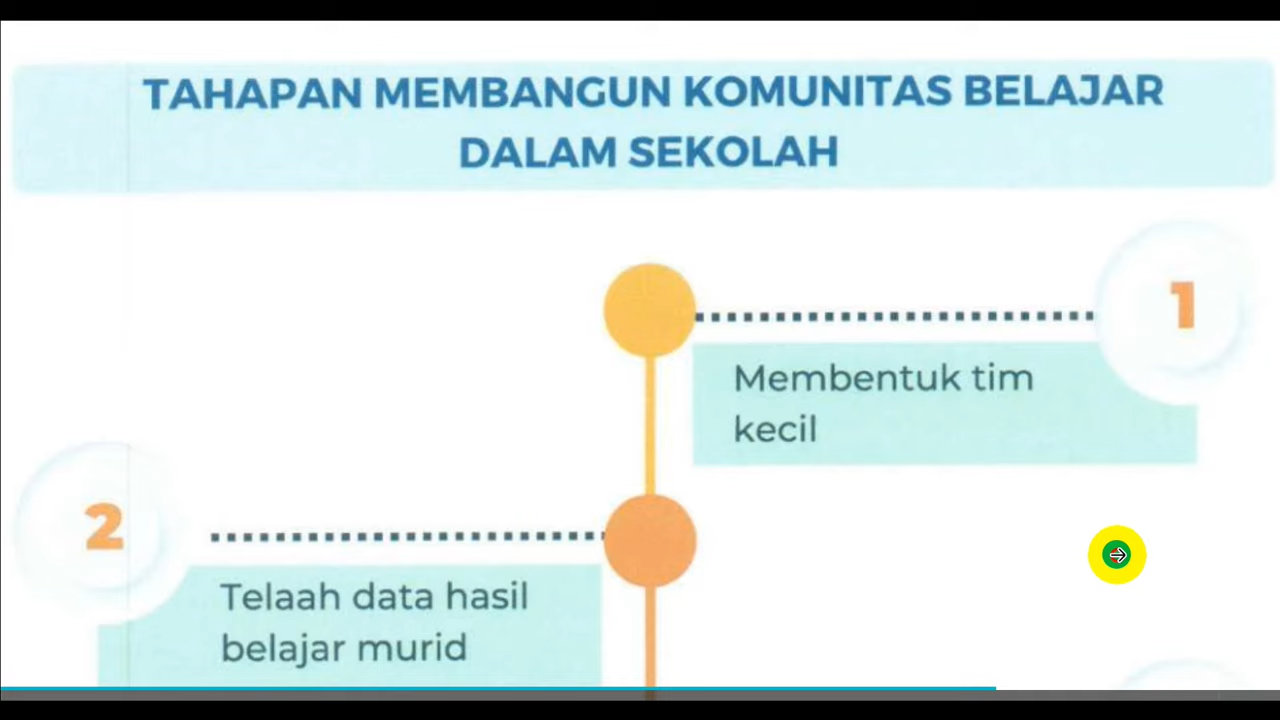 TAHAPAN MEMBANGUN KOMUNITAS BELAJAR
DALAM SEKOLAH
1
Membentuk tim
kecil
2
Telaah data hasil
belajar murid